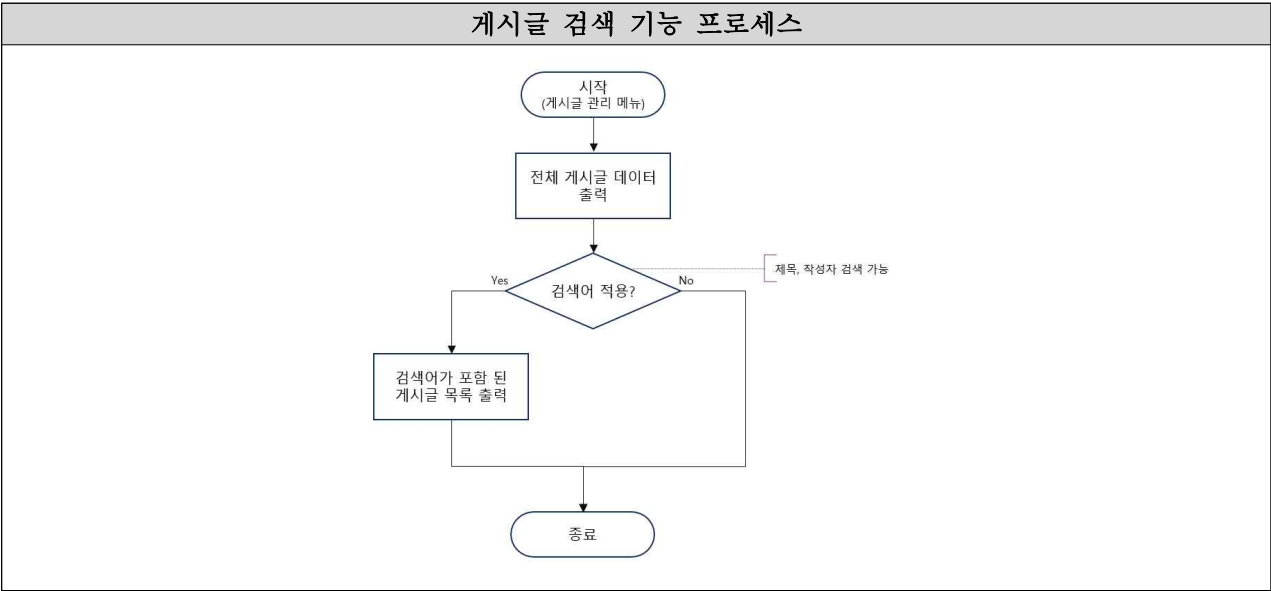 게시글 검색 기능 프로세스
시작
(게시글 관리 메뉴)
전체 게시글 데이터
출력
제목, 작성자 검색 가능
Yes
No
검색어 적용?
검색어가 포함 된
게시글 목록 출력
종료